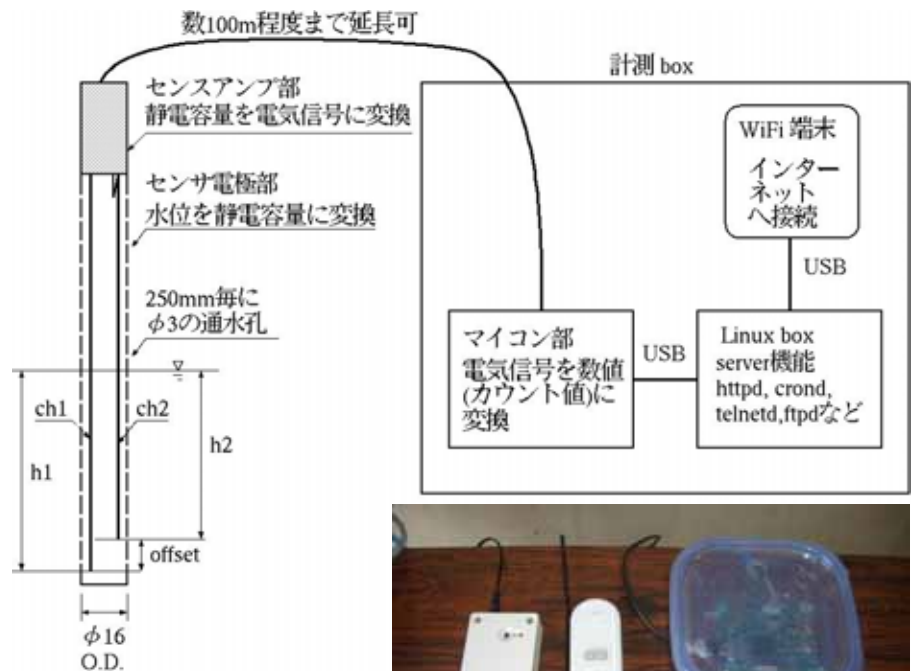 数100m程度まで延長可
センスアンプ部
静電容量を電気信号に変換
センサ電極部
水位を静電容量に変換
250mm毎に
φ3の通水孔
ch1
ch2
h1
h2
offset
φ16
O.D.
計測 box
WiFi 端末
インター
ネット
へ接続
USB
マイコン部
電気信号を数値
(カウント値)に
変換
USB
Linux box
server機能
httpd, crond,
telnetd,ftpdなど